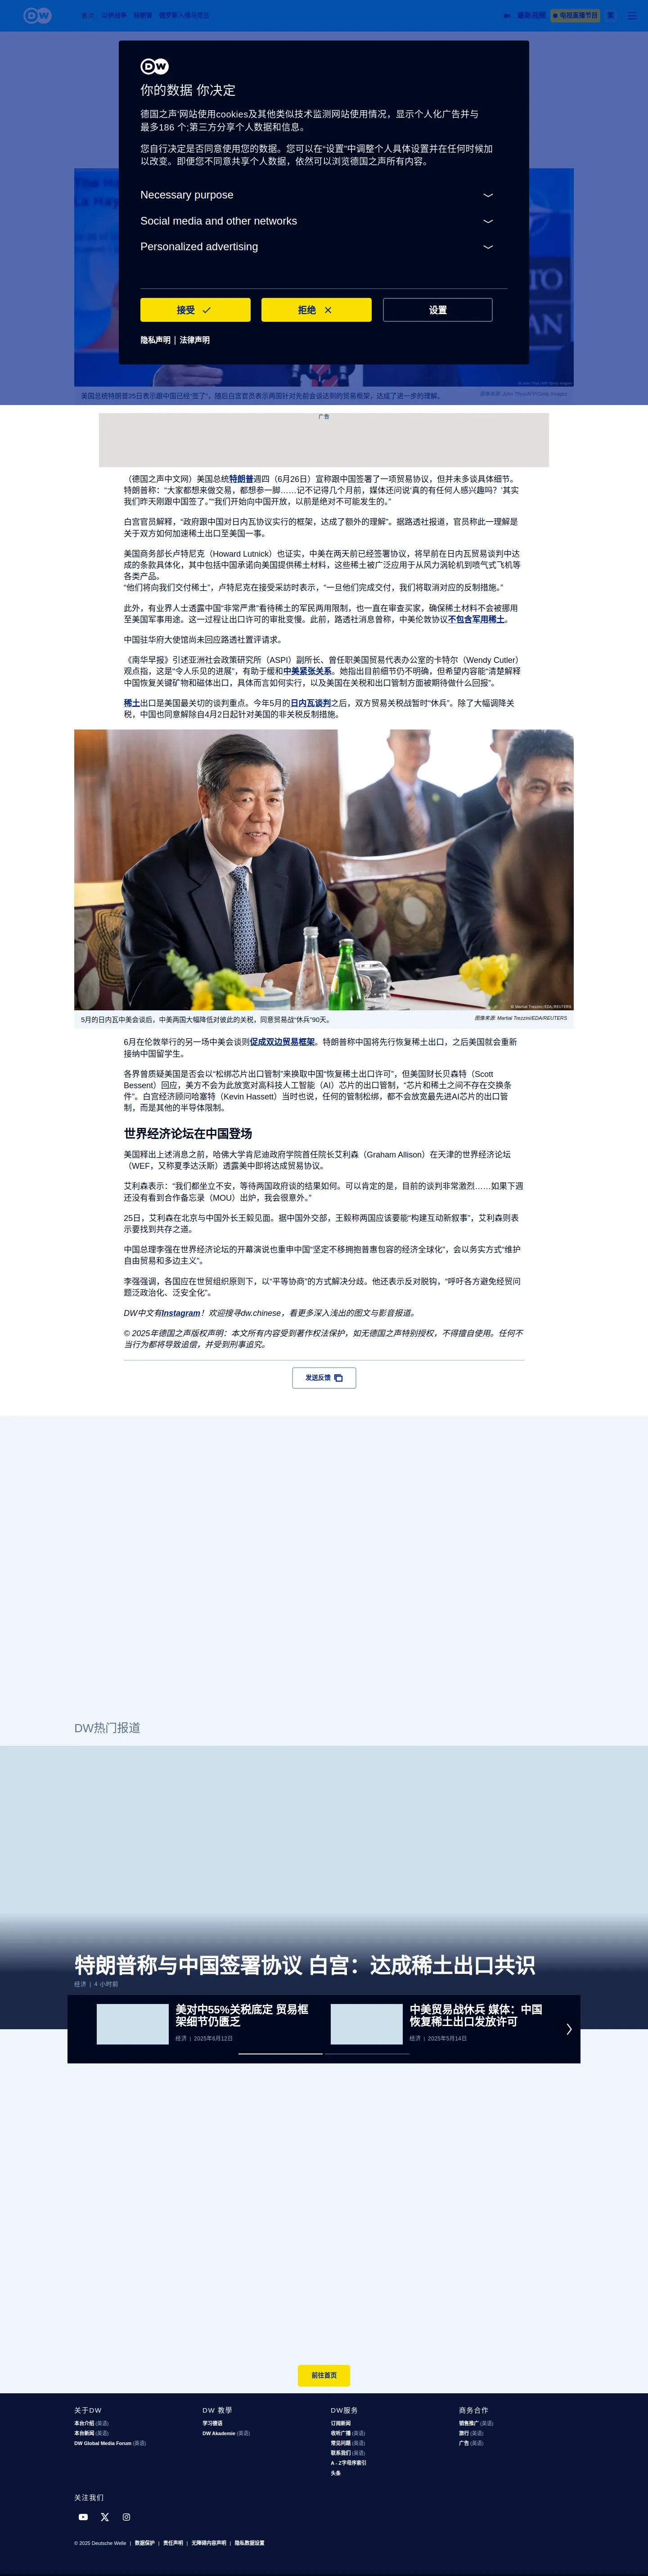 DW
焦点 以伊战争 特朗普 俄罗斯入侵乌克兰
最新视频
电视直播节目
繁
DW
你的数据 你决定
德国之声'网站使用cookies及其他类似技术监测网站使用情况，显示个人化广告并与
最多186 个;第三方分享个人数据和信息。
您自行决定是否同意使用您的数据。您可以在“设置”中调整个人具体设置并在任何时候加
以改变。即便您不同意共享个人数据，依然可以浏览德国之声所有内容。
Necessary purpose
Social media and other networks
Personalized advertising
接受
拒绝
设置
隐私声明 | 法律声明
美国总统特朗普25日表示跟中国已经“签了”，随后白宫官员表示两国针对先前会谈达到的贸易框架，达成了进一步的理解。
广告
（德国之声中文网）美国总统特朗普週四（6月26日）宣称跟中国签署了一项贸易协议，但并未多谈具体细节。
特朗普称：“大家都想来做交易，都想参一脚……记不记得几个月前，媒体还问说‘真的有任何人感兴趣吗？’其实
我们昨天刚跟中国签了。”“我们开始向中国开放，以前是绝对不可能发生的。”
白宫官员解释，“政府跟中国对日内瓦协议实行的框架，达成了额外的理解”。据路透社报道，官员称此一理解是
关于双方如何加速稀土出口至美国一事。
美国商务部长卢特尼克（Howard Lutnick）也证实，中美在两天前已经签署协议，将早前在日内瓦贸易谈判中达
成的条款具体化，其中包括中国承诺向美国提供稀土材料，这些稀土被广泛应用于从风力涡轮机到喷气式飞机等
各类产品。
“他们将向我们交付稀土”，卢特尼克在接受采訪时表示，“一旦他们完成交付，我们将取消对应的反制措施。”
此外，有业界人士透露中国“非常严肃”看待稀土的军民两用限制，也一直在审查买家，确保稀土材料不会被挪用
至美国军事用途。这一过程让出口许可的审批变慢。此前，路透社消息曾称，中美伦敦协议不包含军用稀土。
中国驻华府大使馆尚未回应路透社置评请求。
《南华早报》引述亚洲社会政策研究所（ASPI）副所长、曾任职美国贸易代表办公室的卡特尔（Wendy Cutler）
观点指，这是“令人乐见的进展”，有助于缓和中美紧张关系。她指出目前细节仍不明确，但希望内容能“清楚解释
中国恢复关键矿物和磁体出口，具体而言如何实行，以及美国在关税和出口管制方面被期待做什么回报”。
稀土出口是美国最关切的谈判重点。今年5月的日内瓦谈判之后，双方贸易关税战暂时“休兵”。除了大幅调降关
税，中国也同意解除自4月2日起针对美国的非关税反制措施。
© Martial Trezzini/EDA/REUTERS
5月的日内瓦中美会谈后，中美两国大幅降低对彼此的关税，同意贸易战“休兵”90天。
图像来源: Martial Trezzini/EDA/REUTERS
6月在伦敦举行的另一场中美会谈则促成双边贸易框架。特朗普称中国将先行恢复稀土出口，之后美国就会重新
接纳中国留学生。
各界曾质疑美国是否会以“松绑芯片出口管制”来换取中国“恢复稀土出口许可”，但美国财长贝森特（Scott
Bessent）回应，美方不会为此放宽对高科技人工智能（AI）芯片的出口管制，“芯片和稀土之间不存在交换条
件”。白宫经济顾问哈塞特（Kevin Hassett）当时也说，任何的管制松绑，都不会放宽最先进AI芯片的出口管
制，而是其他的半导体限制。
世界经济论坛在中国登场
美国釋出上述消息之前，哈佛大学肯尼迪政府学院首任院长艾利森（Graham Allison）在天津的世界经济论坛
（WEF，又称夏季达沃斯）透露美中即将达成贸易协议。
艾利森表示：“我们都坐立不安，等待两国政府谈的结果如何。可以肯定的是，目前的谈判非常激烈……如果下週
还没有看到合作备忘录（MOU）出炉，我会很意外。”
25日，艾利森在北京与中国外长王毅见面。据中国外交部，王毅称两国应该要能“构建互动新叙事”，艾利森则表
示要找到共存之道。
中国总理李强在世界经济论坛的开幕演说也重申中国“坚定不移拥抱普惠包容的经济全球化”，会以务实方式“维护
自由贸易和多边主义”。
李强强调，各国应在世贸组织原则下，以“平等协商”的方式解决分歧。他还表示反对脱钩，“呼吁各方避免经贸问
题泛政治化、泛安全化”。
DW中文有Instagram！欢迎搜寻dw.chinese，看更多深入浅出的图文与影音报道。
© 2025年德国之声版权声明：本文所有内容受到著作权法保护，如无德国之声特别授权，不得擅自使用。任何不
当行为都将导致追偿，并受到刑事追究。
发送反馈
DW热门报道
特朗普称与中国签署协议 白宫：达成稀土出口共识
经济 | 4 小时前
美对中55%关税底定 贸易框
架细节仍匮乏
经济 | 2025年6月12日
中美贸易战休兵 媒体：中国
恢复稀土出口发放许可
经济 | 2025年5月14日
前往首页
关于DW
本台介绍 (英语)
本台新闻 (英语)
DW Global Media Forum (英语)
DW 教學
学习德语
DW Akademie (英语)
DW服务
订阅新闻
收听广播 (英语)
常见问题 (英语)
联系我们 (英语)
A - Z字母序索引
头条
商务合作
销售推广 (英语)
旅行 (英语)
广告 (英语)
关注我们
© 2025 Deutsche Welle | 数据保护 | 责任声明 | 无障碍内容声明 | 隐私数据设置